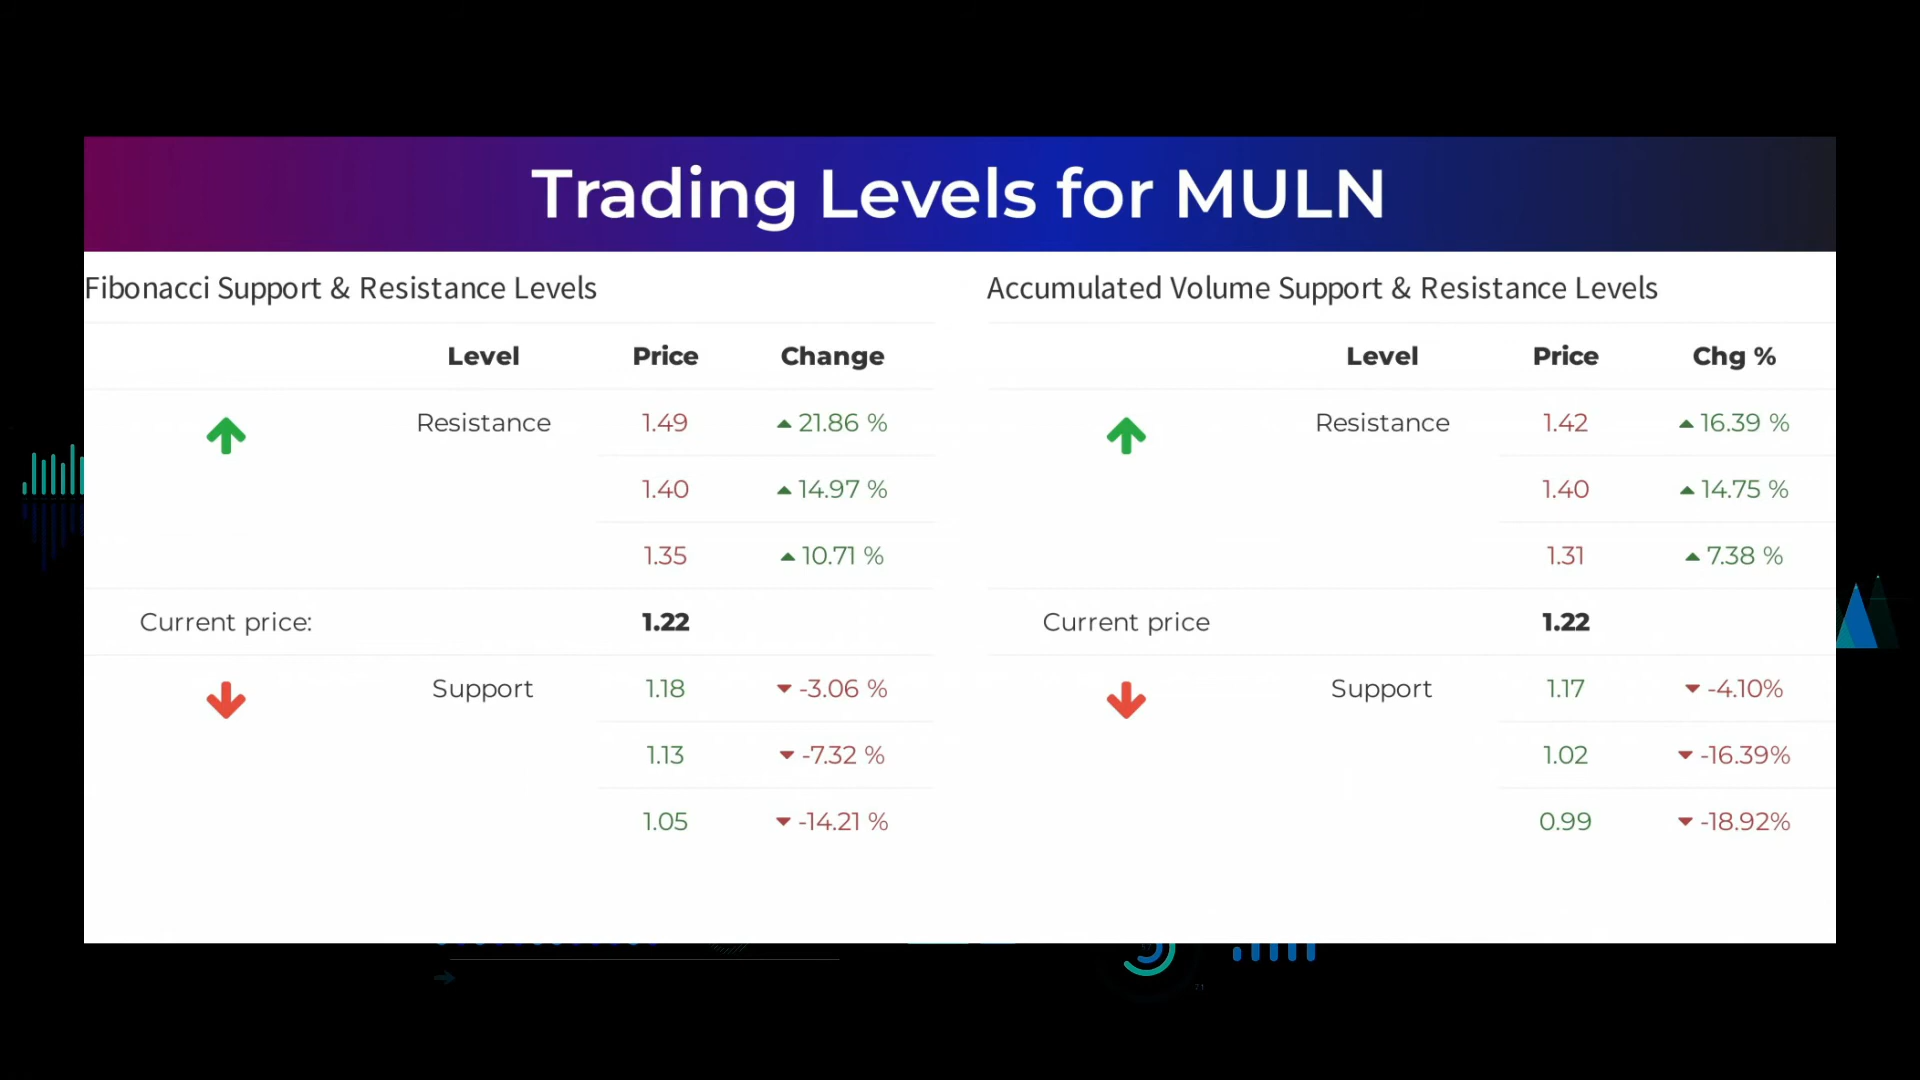 Trading Levels for MULN
Fibonacci Support & Resistance Levels
Level Price Change
Resistance 1.49 21.86 %
1.40 14.97 %
1.35 10.71 %
Current price: 1.22
Support 1.18 -3.06 %
1.13 -7.32 %
1.05 -14.21 %
Accumulated Volume Support & Resistance Levels
Level Price Chg %
Resistance 1.42 16.39 %
1.40 14.75 %
1.31 7.38 %
Current price 1.22
Support 1.17 -4.10%
1.02 -16.39%
0.99 -18.92%